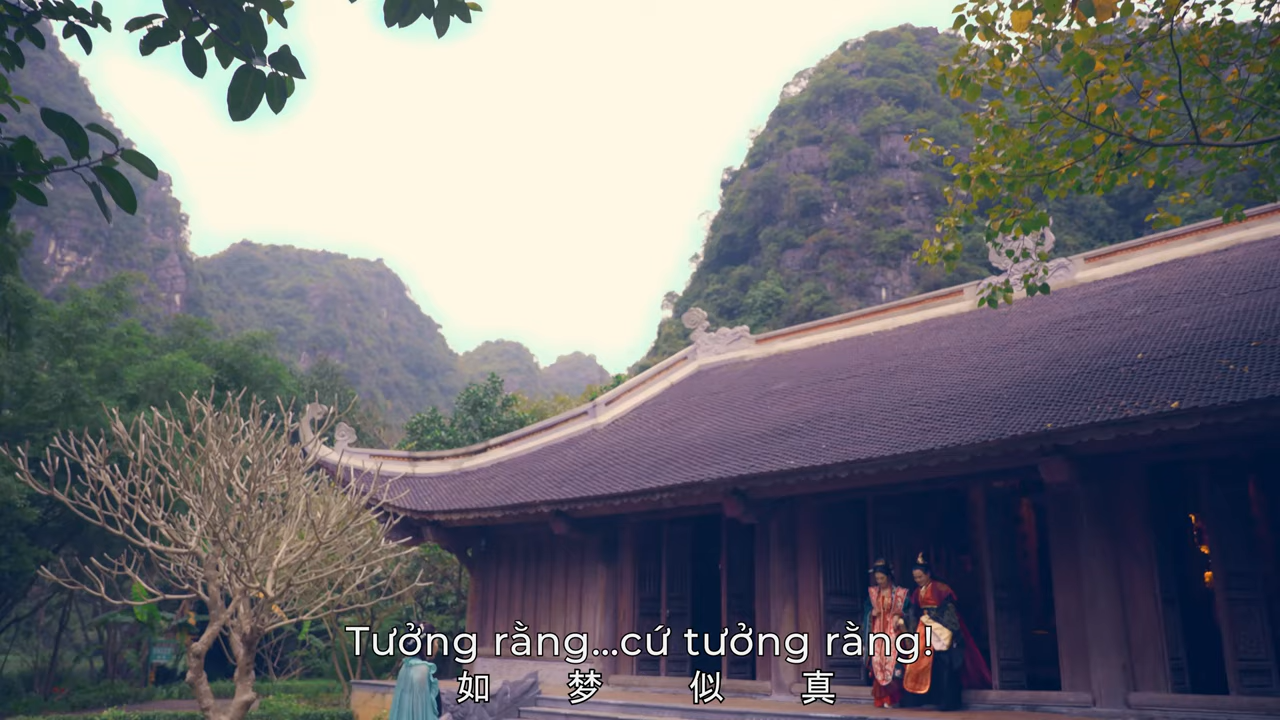 Tưởng rằng...cứ tưởng rằng!
如 梦 似 真